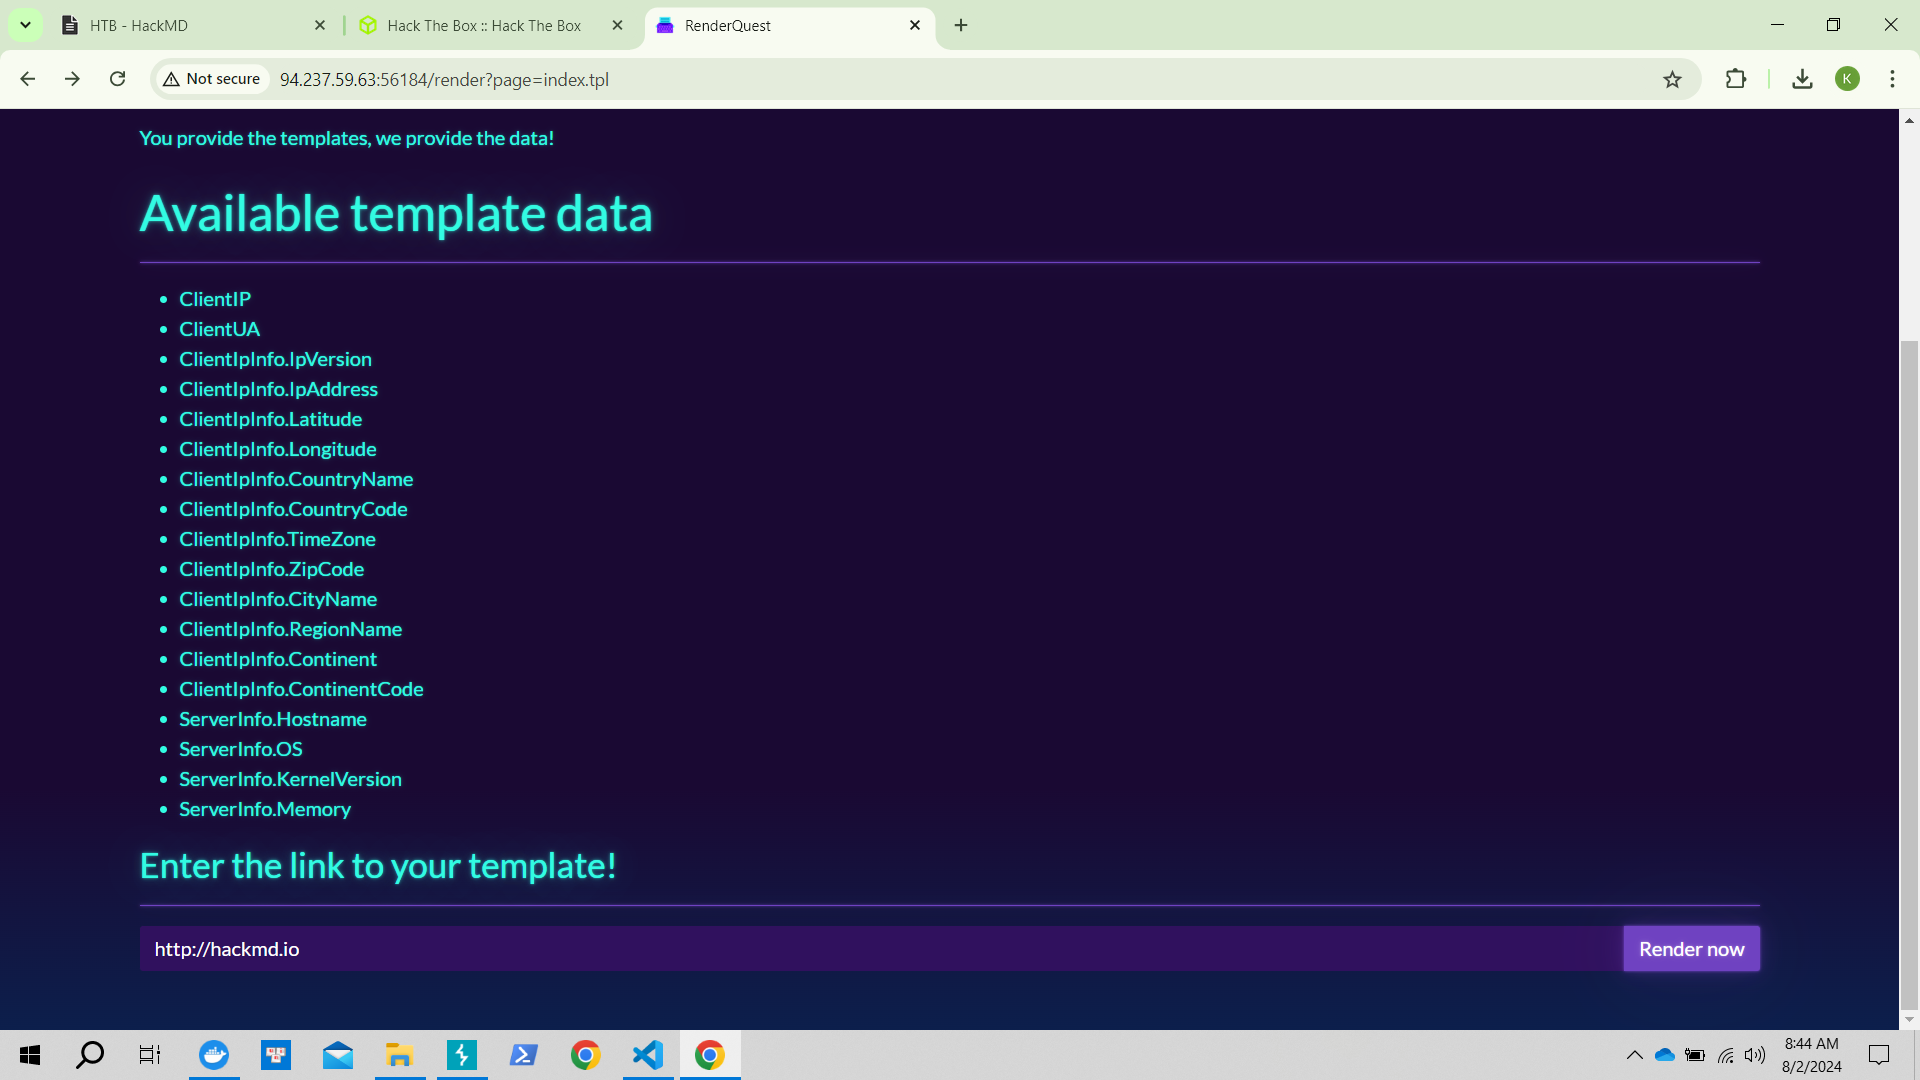 HTB - HackMD
Hack The Box :: Hack The Box
RenderQuest
Not secure
94.237.59.63:56184/render?page=index.tpl
K
You provide the templates, we provide the data!
Available template data
ClientIP
ClientUA
ClientIpInfo.IpVersion
ClientIpInfo.IpAddress
ClientIpInfo.Latitude
ClientIpInfo.Longitude
ClientIpInfo.CountryName
ClientIpInfo.CountryCode
ClientIpInfo.TimeZone
ClientIpInfo.ZipCode
ClientIpInfo.CityName
ClientIpInfo.RegionName
ClientIpInfo.Continent
ClientIpInfo.ContinentCode
ServerInfo.Hostname
ServerInfo.OS
ServerInfo.KernelVersion
ServerInfo.Memory
Enter the link to your template!
http://hackmd.io
Render now
8:44 AM
8/2/2024